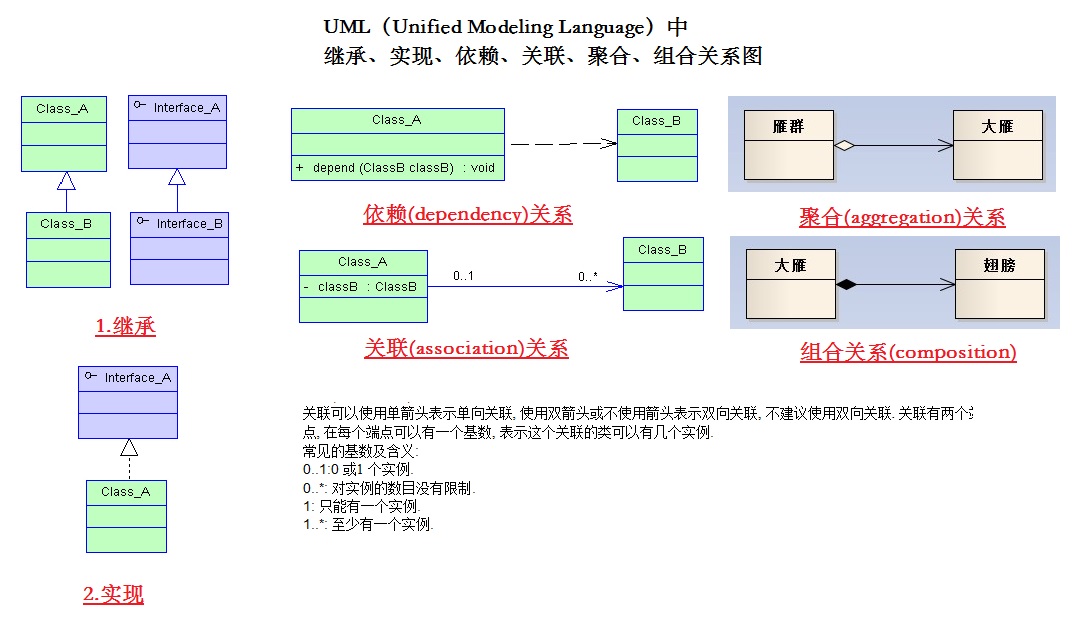 UML（Unified Modeling Language）中
继承、实现、依赖、关联、聚合、组合关系图
Class_A
Interface_A
Class_B
Interface_B
1.继承
Interface_A
Class_A
2.实现
Class_A
+ depend (ClassB classB) : void
Class_B
依赖(dependency)关系
Class_A
- classB : ClassB
0..1
0..*
Class_B
关联(association)关系
雁群
大雁
聚合(aggregation)关系
大雁
翅膀
组合关系(composition)
关联可以使用单箭头表示单向关联, 使用双箭头或不使用箭头表示双向关联, 不建议使用双向关联. 关联有两个
点, 在每个端点可以有一个基数, 表示这个关联的类可以有几个实例.
常见的基数及含义:
0..1:0 或1 个实例.
0..*: 对实例的数目没有限制.
1: 只能有一个实例.
1..*: 至少有一个实例.